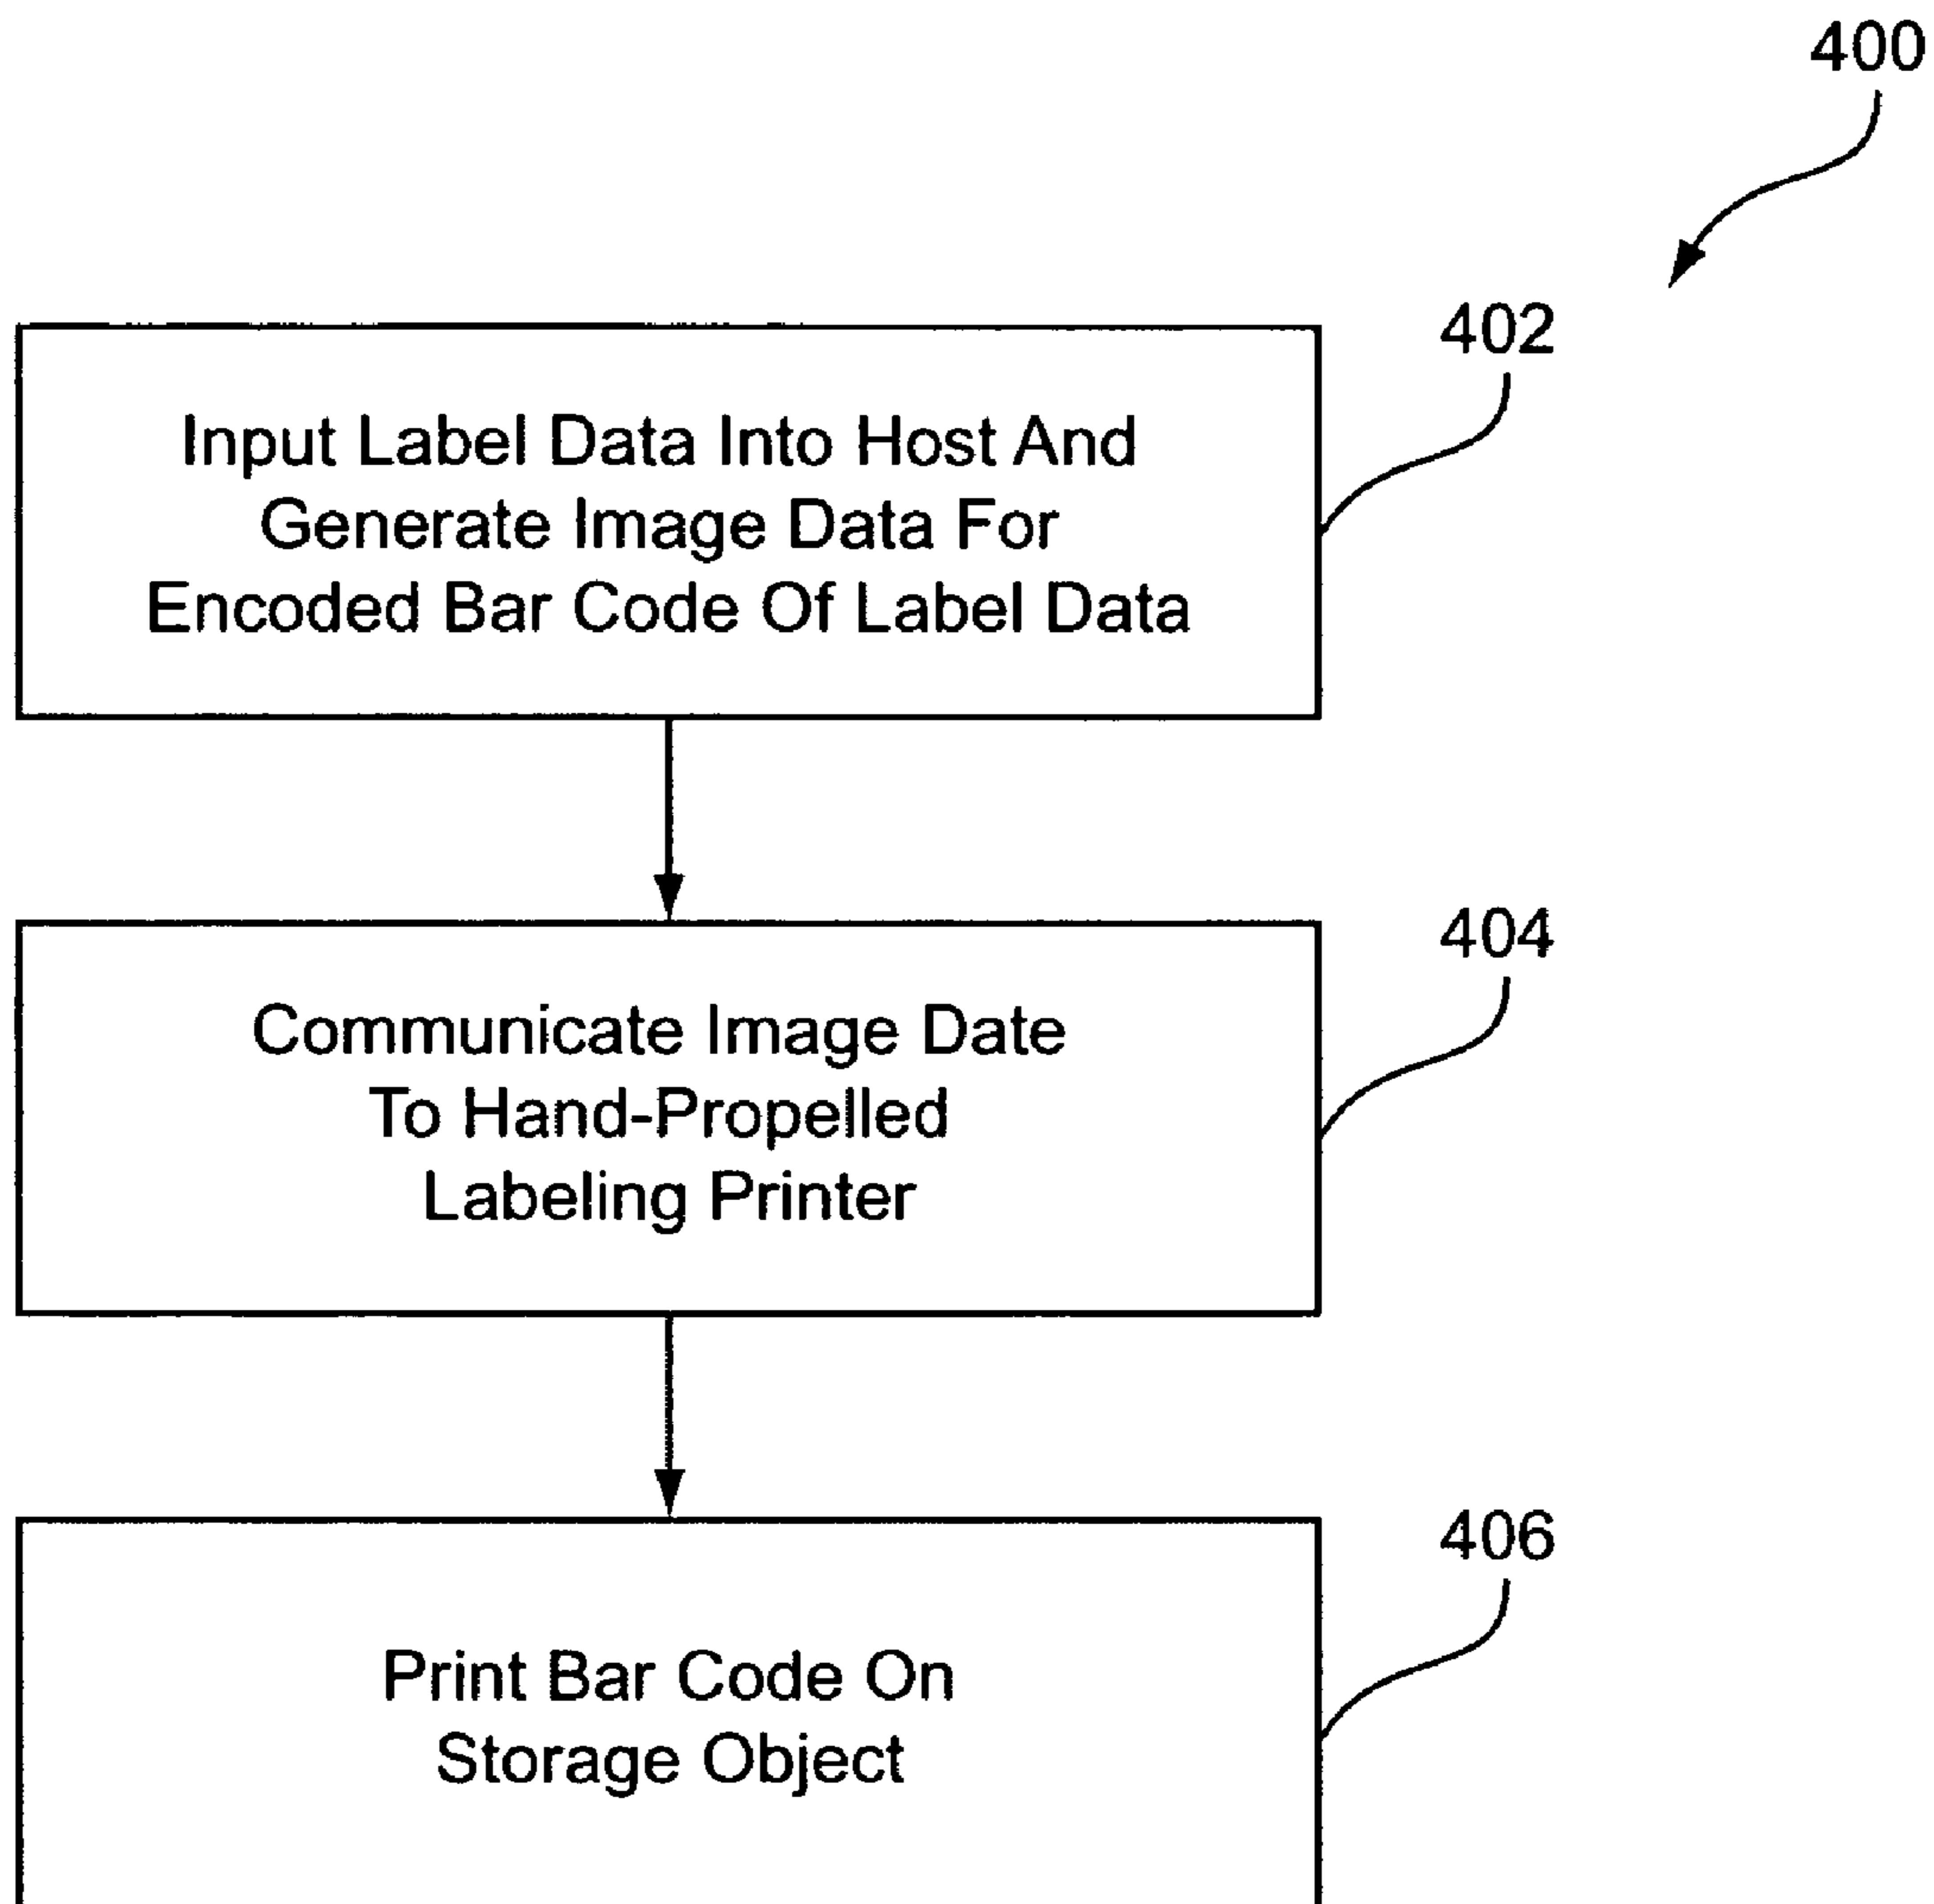 400
402
Input Label Data Into Host And
Generate Image Data For
Encoded Bar Code Of Label Data
404
Communicate Image Date
To Hand-Propelled
Labeling Printer
406
Print Bar Code On
Storage Object